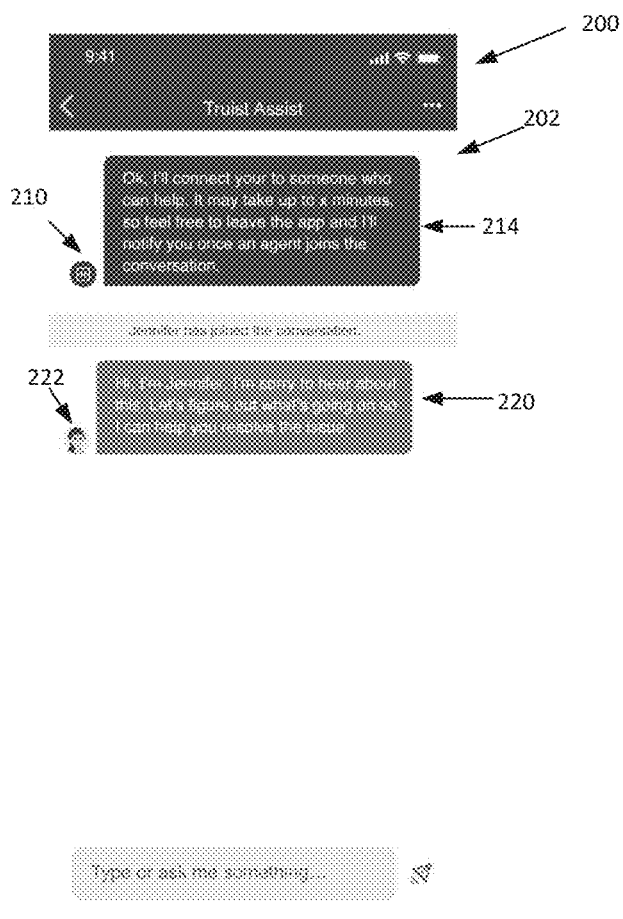 200
9:41
Truist Assist
202
Ok, I'll connect your to someone who
can help. It may take up to x minutes,
so feel free to leave the app and I'll
notify you once an agent joins the
conversation.
210
214
Jennifer has joined the conversation.
Hi, I'm Jennifer. I'm sorry to hear about
this. out what's going on so
I can help you resolve the issue.
222
220
Type or ask me something...